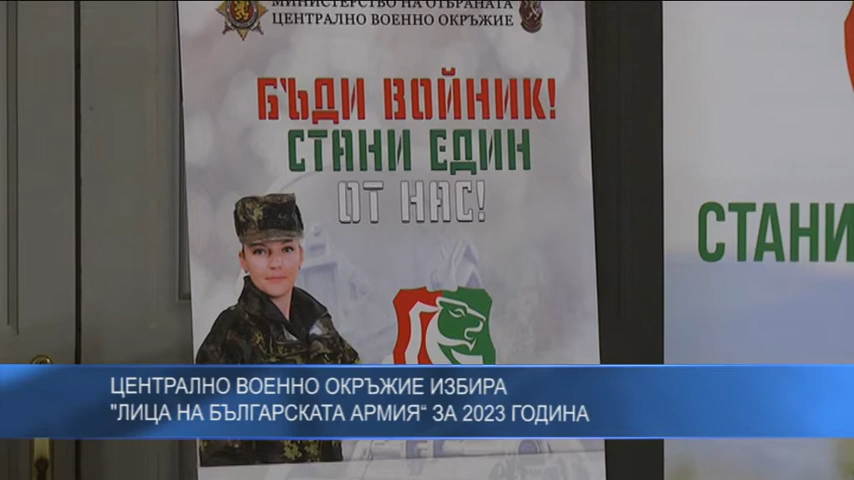 МИНИСТЕРСТВО НА ОТБРАНАТА
ЦЕНТРАЛНО ВОЕННО ОКРЪЖИЕ
БЪДИ ВОЙНИК!
СТАНИ ЕДИН
ОТ НАС!
СТАНИ
ЦЕНТРАЛНО ВОЕННО ОКРЪЖИЕ ИЗБИРА
"ЛИЦА НА БЪЛГАРСКАТА АРМИЯ“ ЗА 2023 ГОДИНА